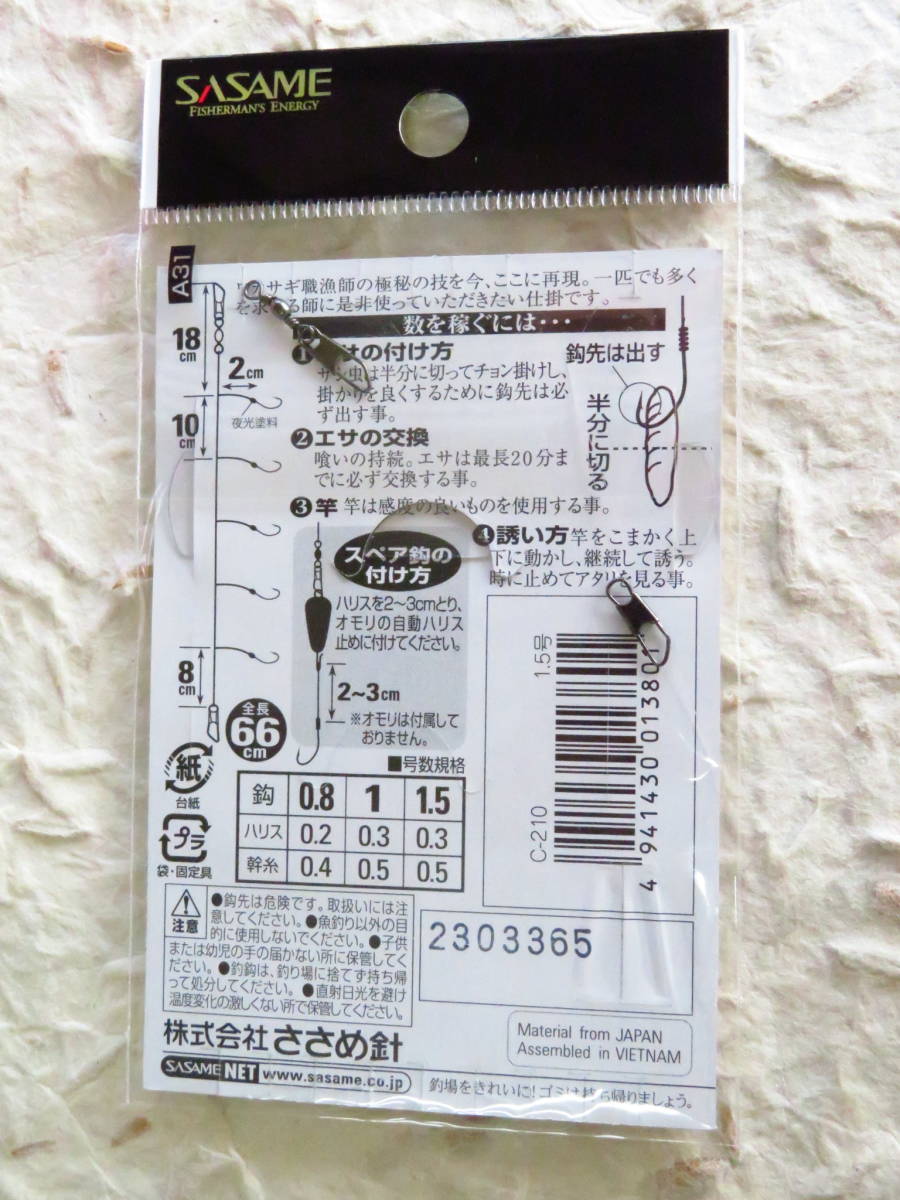 SASAME
FISHERMAN'S ENERGY
A31
サギ職漁師の極秘の技を今、ここに再現。一匹でも多く
を求める師に是非使っていただきたい仕掛です。
数を稼ぐには・・・
❶ サの付け方
サシ虫は半分に切ってチョン掛けし、
掛かりを良くするために鈎先は必
ず出す事。
鈎先は出す
半分に切る
❷エサの交換
喰いの持続。エサは最長20分ま
でに必ず交換する事。
❸竿 竿は感度の良いものを使用する事。
❹誘い方 竿をこまかく上
下に動かし、継続して誘う。
時に止めてアタリを見る事。
18cm
2cm
夜光塗料
10cm
8cm
全長
66
cm
スペア鈎の
付け方
ハリスを2〜3cmとり、
オモリの自動ハリス
止めに付けてください。
2〜3cm
※オモリは付属して
おりません。
紙
台紙
プラ
袋・固定具
■号数規格
鈎 0.8 1 1.5
ハリス 0.2 0.3 0.3
幹糸 0.4 0.5 0.5
1.5号
C-210
4 941430 01380
2303365
注意
●鈎先は危険です。取扱いには注
意してください。●魚釣り以外の目
的に使用しないでください。●子供
または幼児の手の届かない所に保管してく
ださい。●釣鈎は、釣り場に捨てず持ち帰
って処分してください。●直射日光を避け
温度変化の激しくない所で保管してください。
株式会社 ささめ針
SASAME NET www.sasame.co.jp
Material from JAPAN
Assembled in VIETNAM
釣場をきれいに!ゴミは持ち帰りましょう。